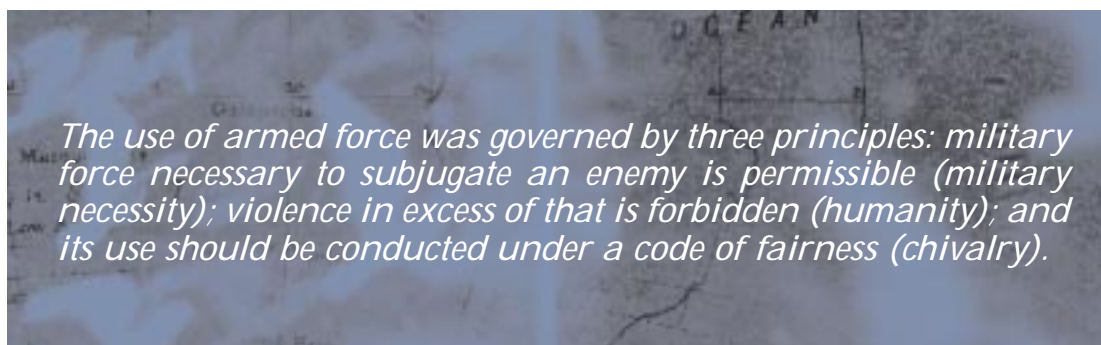 OCEAN
The use of armed force was governed by three principles: military
force necessary to subjugate an enemy is permissible (military
necessity); violence in excess of that is forbidden (humanity); and
its use should be conducted under a code of fairness (chivalry).